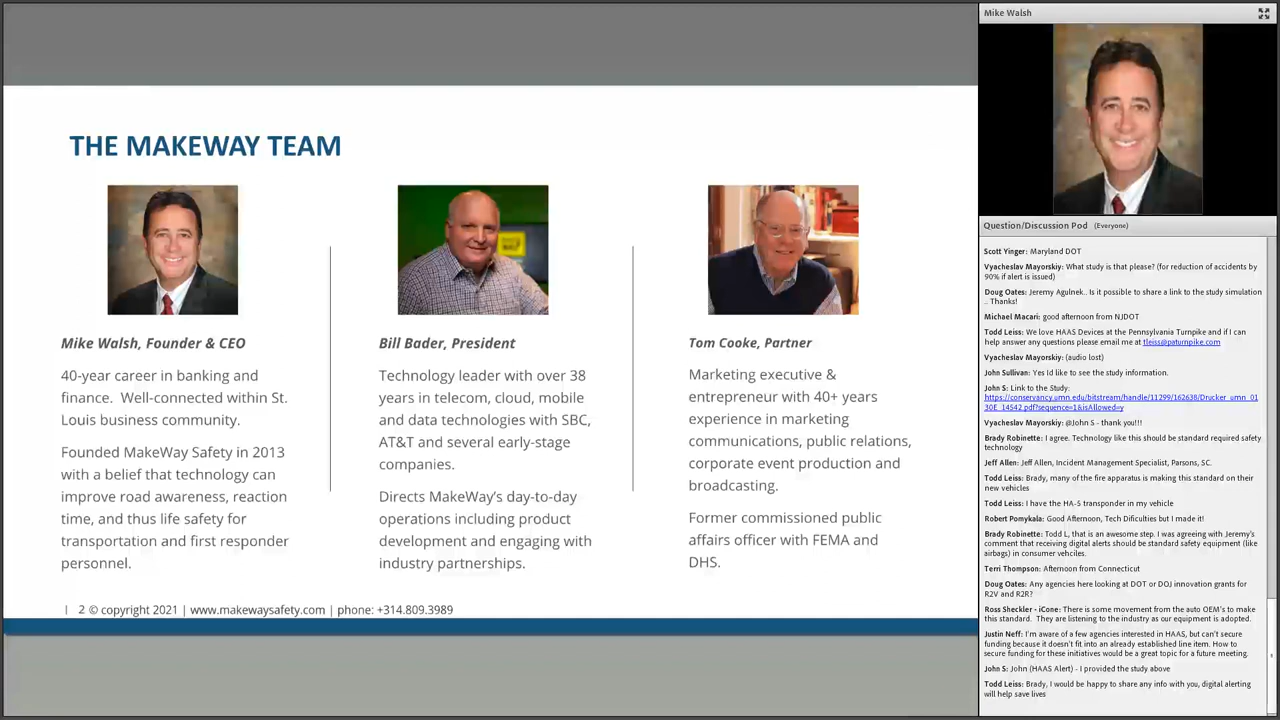 THE MAKEWAY TEAM
Mike Walsh, Founder & CEO
40-year career in banking and
finance.  Well-connected within St.
Louis business community.
Founded MakeWay Safety in 2013
with a belief that technology can
improve road awareness, reaction
time, and thus life safety for
transportation and first responder
personnel.
Bill Bader, President
Technology leader with over 38
years in telecom, cloud, mobile
and data technologies with SBC,
AT&T and several early-stage
companies.
Directs MakeWay's day-to-day
operations including product
development and engaging with
industry partnerships.
Tom Cooke, Partner
Marketing executive &
entrepreneur with 40+ years
experience in marketing
communications, public relations,
corporate event production and
broadcasting.
Former commissioned public
affairs officer with FEMA and
DHS.
| 2 © copyright 2021 | www.makewaysafety.com | phone: +314.809.3989
Mike Walsh
Question/Discussion Pod (Everyone)
Scott Yinger: Maryland DOT
Vyacheslav Mayorskiy: What study is that please? (for reduction of accidents by
90% if alert is issued)
Doug Oates: Jeremy Agulnek.. Is it possible to share a link to the study simulation
.. Thanks!
Michael Macari: good afternoon from NJDOT
Todd Leiss: We love HAAS Devices at the Pennsylvania Turnpike and if I can
help answer any questions please email me at tleiss@paturnpike.com
Vyacheslav Mayorskiy: (audio lost)
John Sullivan: Yes Id like to see the study information.
John S: Link to the Study:
https://conservancy.umn.edu/bitstream/handle/11299/162638/Drucker_umn_01
30E_14542.pdf?sequence=1&isAllowed=y
Vyacheslav Mayorskiy: @John S - thank you!!!
Brady Robinette: I agree. Technology like this should be standard required safety
technology
Jeff Allen: Jeff Allen, Incident Management Specialist, Parsons, SC.
Todd Leiss: Brady, many of the fire apparatus is making this standard on their
new vehicles
Todd Leiss: I have the HA-5 transponder in my vehicle
Robert Pomykala: Good Afternoon, Tech Dificulties but I made it!
Brady Robinette: Todd L, that is an awesome step. I was agreeing with Jeremy's
comment that receiving digital alerts should be standard safety equipment (like
airbags) in consumer vehciles.
Terri Thompson: Afternoon from Connecticut
Doug Oates: Any agencies here looking at DOT or DOJ innovation grants for
R2V and R2R?
Ross Sheckler - iCone: There is some movement from the auto OEM's to make
this standard.  They are listening to the industry as our equipment is adopted.
Justin Neff: I'm aware of a few agencies interested in HAAS, but can't secure
funding because it doesn't fit into an already established line item. How to
secure funding for these initiatives would be a great topic for a future meeting.
John S: John (HAAS Alert) - I provided the study above
Todd Leiss: Brady, I would be happy to share any info with you, digital alerting
will help save lives